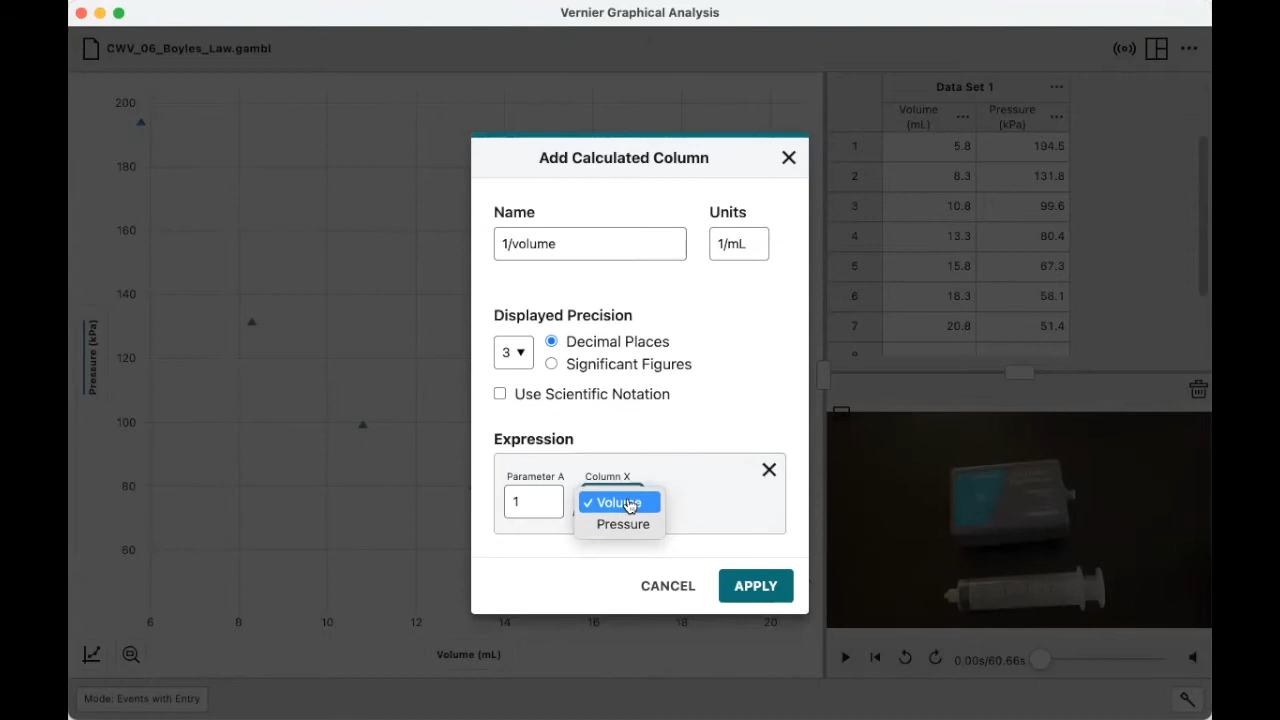 Vernier Graphical Analysis
CWV_06_Boyles_Law.gambl
200
180
160
140
120
100
80
60
Pressure (kPa)
6
8
10
12
14
16
18
20
Volume (mL)
Mode: Events with Entry
Add Calculated Column
Name
Units
1/volume
1/mL
Displayed Precision
3
Decimal Places
Significant Figures
Use Scientific Notation
Expression
Parameter A
Column X
1
Volume
Pressure
CANCEL
APPLY
Data Set 1
Volume (mL)
Pressure (kPa)
1 5.8 194.5
2 8.3 131.8
3 10.8 99.6
4 13.3 80.4
5 15.8 67.3
6 18.3 58.1
7 20.8 51.4
0.00s/60.66s